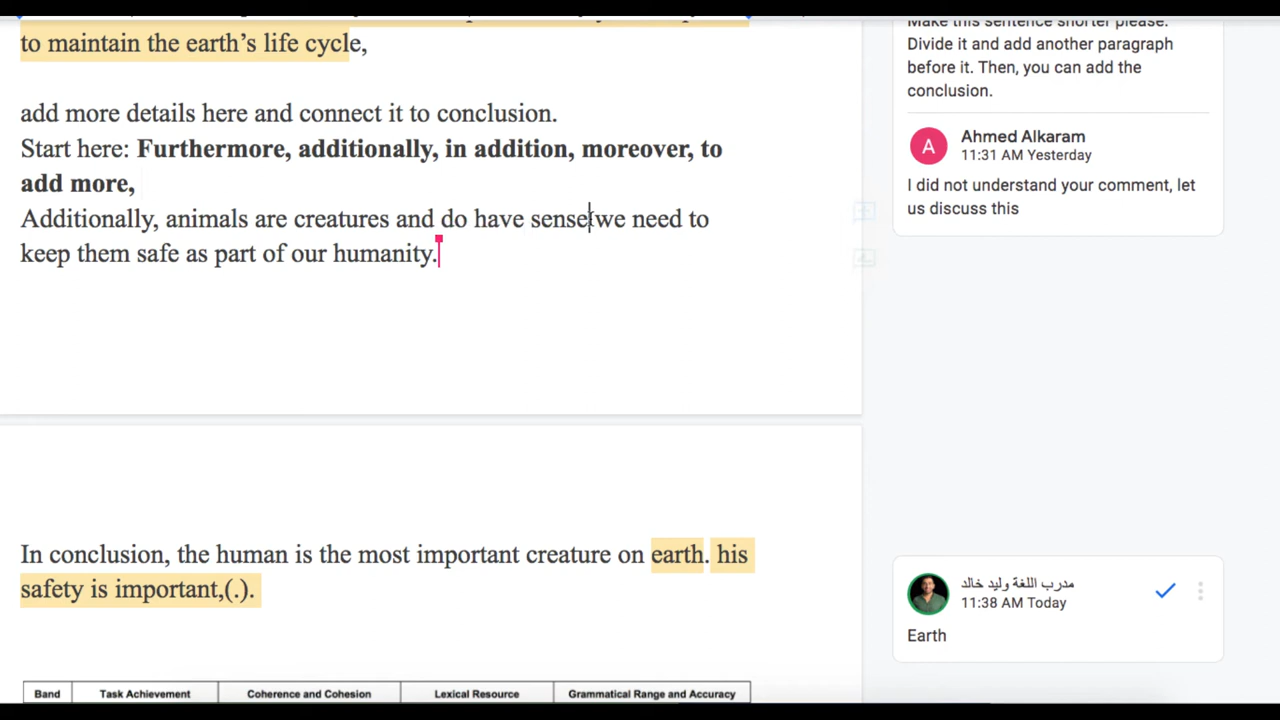 to maintain the earth's life cycle,
add more details here and connect it to conclusion.
Start here: Furthermore, additionally, in addition, moreover, to
add more,
Additionally, animals are creatures and do have sense we need to
keep them safe as part of our humanity.
In conclusion, the human is the most important creature on earth. his
safety is important,(.).
Band Task Achievement Coherence and Cohesion Lexical Resource Grammatical Range and Accuracy
Make this sentence shorter please.
Divide it and add another paragraph
before it. Then, you can add the
conclusion.
A
Ahmed Alkaram
11:31 AM Yesterday
I did not understand your comment, let
us discuss this
مدرب اللغة وليد خالد
11:38 AM Today
Earth